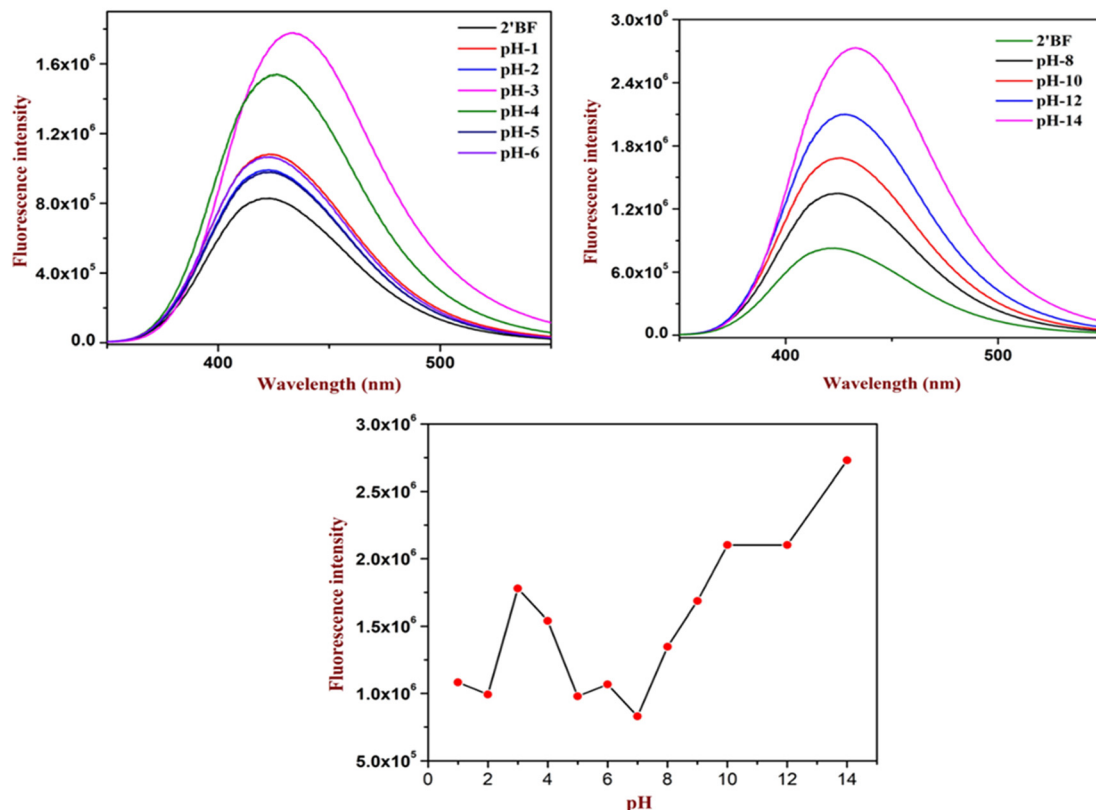 Fluorescence intensity
1.6x10⁶
1.2x10⁶
8.0x10⁵
4.0x10⁵
0.0
400
500
Wavelength (nm)
2'BF
pH-1
pH-2
pH-3
pH-4
pH-5
pH-6
Fluorescence intensity
3.0x10⁶
2.4x10⁶
1.8x10⁶
1.2x10⁶
6.0x10⁵
0.0
400
500
Wavelength (nm)
2'BF
pH-8
pH-10
pH-12
pH-14
Fluorescence intensity
3.0x10⁶
2.5x10⁶
2.0x10⁶
1.5x10⁶
1.0x10⁶
5.0x10⁵
0
2
4
6
8
10
12
14
pH